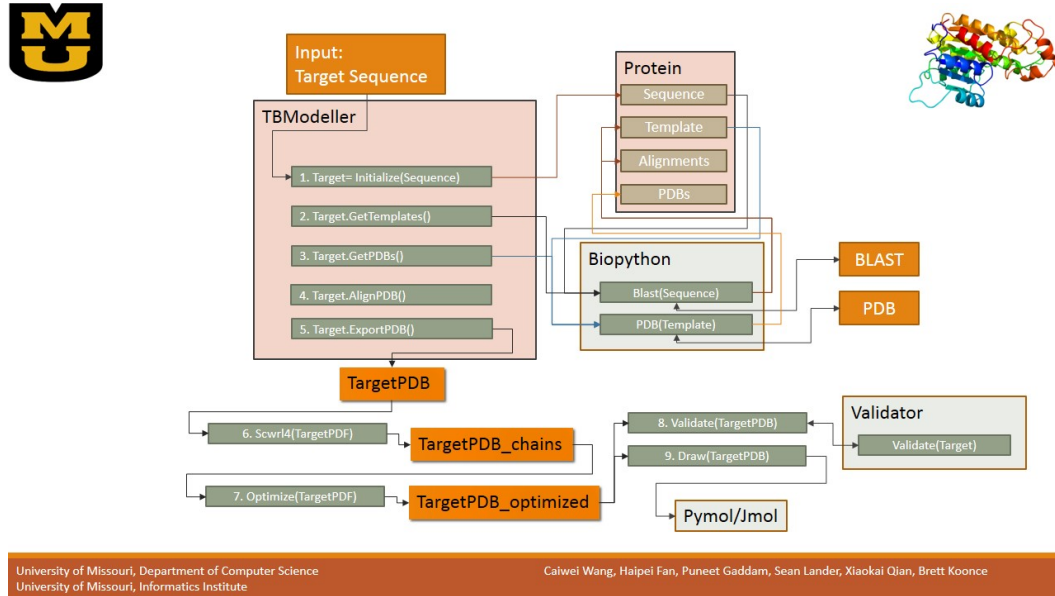 MU
Input:
Target Sequence
TBModeller
1. Target= Initialize(Sequence)
2. Target.GetTemplates()
3. Target.GetPDBs()
4. Target.AlignPDB()
5. Target.ExportPDB()
Protein
Sequence
Template
Alignments
PDBs
Biopython
Blast(Sequence)
PDB(Template)
BLAST
PDB
TargetPDB
6. Scwrl4(TargetPDF)
TargetPDB_chains
7. Optimize(TargetPDF)
TargetPDB_optimized
8. Validate(TargetPDB)
9. Draw(TargetPDB)
Validator
Validate(Target)
Pymol/Jmol
University of Missouri, Department of Computer Science
University of Missouri, Informatics Institute
Caiwei Wang, Haipei Fan, Puneet Gaddam, Sean Lander, Xiaokai Qian, Brett Koonce